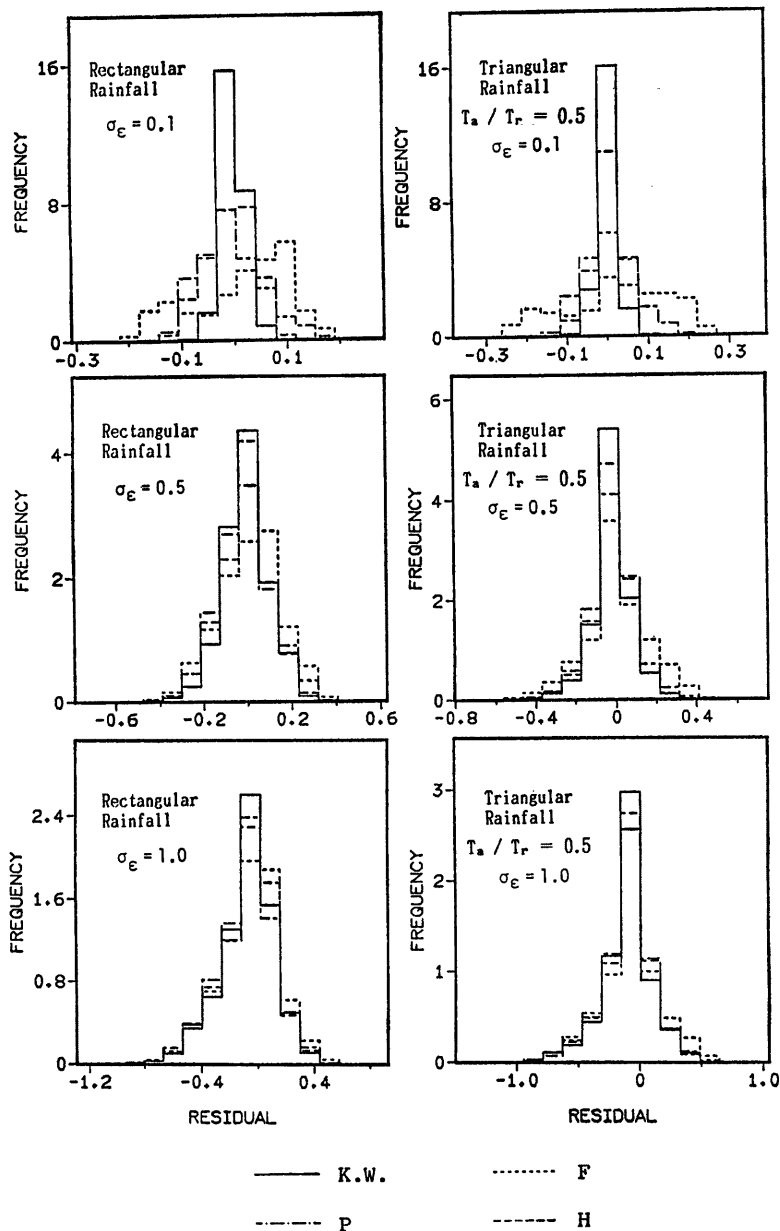 16
8
0
FREQUENCY
Rectangular
Rainfall
σε = 0.1
-0.3
-0.1
0.1
16
8
0
FREQUENCY
Triangular
Rainfall
Ta / Tr = 0.5
σε = 0.1
-0.3
-0.1
0.1
0.3
4
2
0
FREQUENCY
Rectangular
Rainfall
σε = 0.5
-0.6
-0.2
0.2
0.6
6
4
2
0
FREQUENCY
Triangular
Rainfall
Ta / Tr = 0.5
σε = 0.5
-0.8
-0.4
0
0.4
2.4
1.6
0.8
0
FREQUENCY
Rectangular
Rainfall
σε = 1.0
-1.2
-0.4
0.4
RESIDUAL
3
2
1
0
FREQUENCY
Triangular
Rainfall
Ta / Tr = 0.5
σε = 1.0
-1.0
0
1.0
RESIDUAL
K.W.
F
P
H